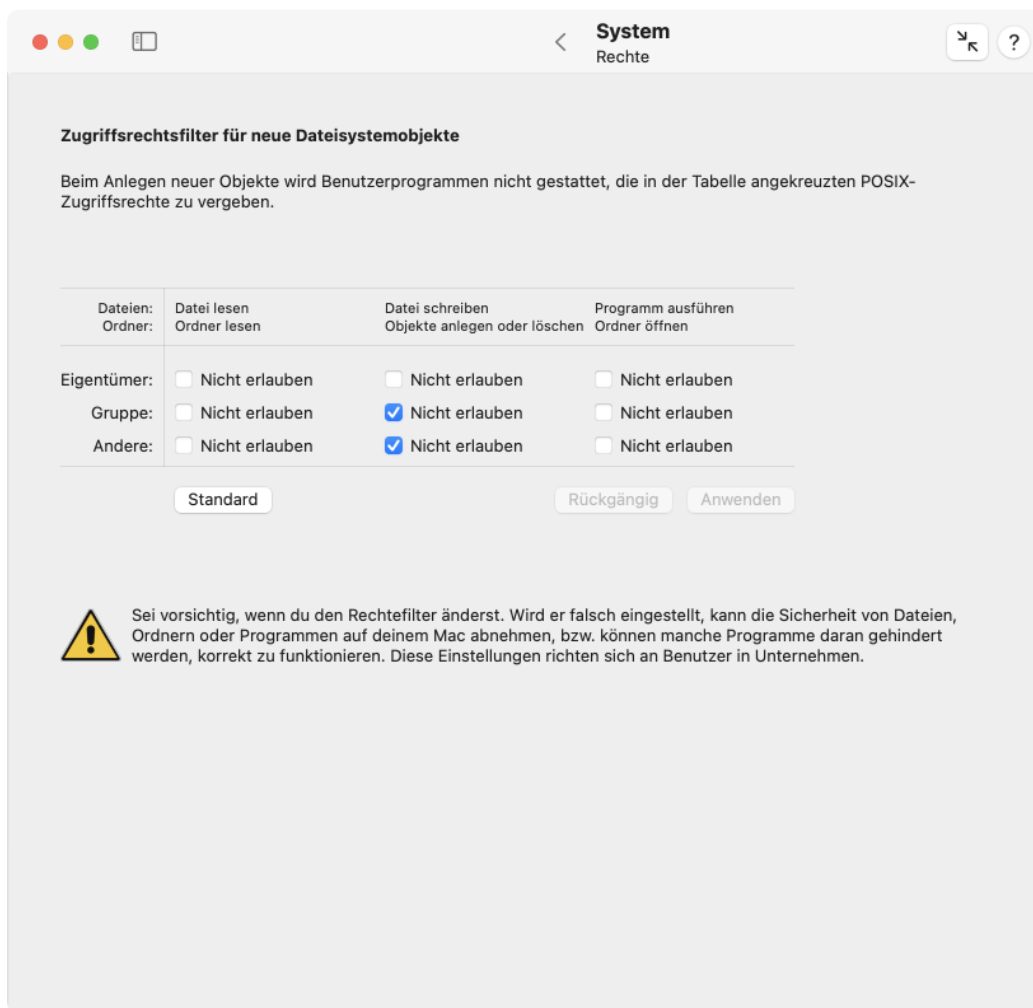 System
Rechte
?
Zugriffsrechtsfilter für neue Dateisystemobjekte
Beim Anlegen neuer Objekte wird Benutzerprogrammen nicht gestattet, die in der Tabelle angekreuzten POSIX-
Zugriffsrechte zu vergeben.
Dateien: Datei lesen Datei schreiben Programm ausführen
Ordner: Ordner lesen Objekte anlegen oder löschen Ordner öffnen
Eigentümer: Nicht erlauben Nicht erlauben Nicht erlauben
Gruppe: Nicht erlauben Nicht erlauben Nicht erlauben
Andere: Nicht erlauben Nicht erlauben Nicht erlauben
Standard Rückgängig Anwenden
Sei vorsichtig, wenn du den Rechtefilter änderst. Wird er falsch eingestellt, kann die Sicherheit von Dateien,
Ordnern oder Programmen auf deinem Mac abnehmen, bzw. können manche Programme daran gehindert
werden, korrekt zu funktionieren. Diese Einstellungen richten sich an Benutzer in Unternehmen.